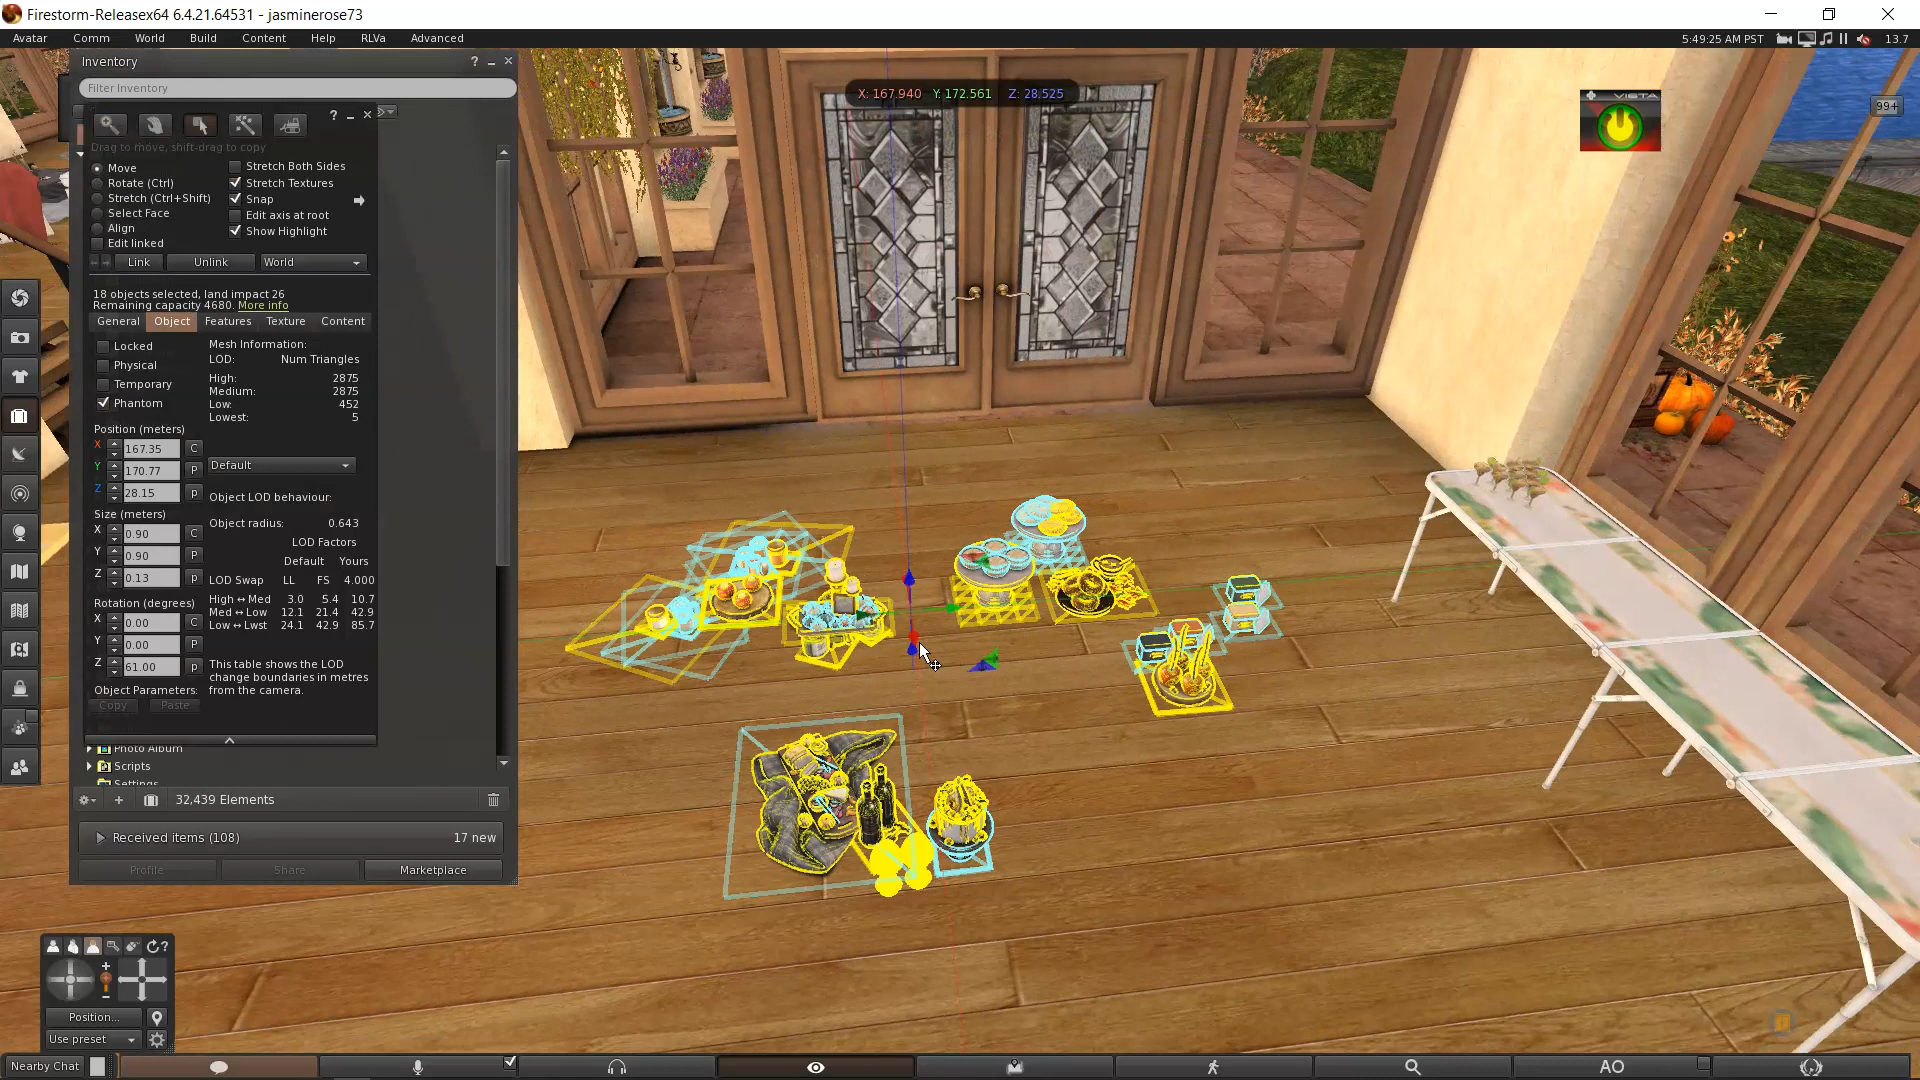 Firestorm-Releasex64 6.4.21.64531 - jasminerose73
Avatar Comm World Build Content Help RLVa Advanced
5:49:25 AM PST 13.7
Inventory ?
Filter Inventory
X: 167.940 Y: 172.561 Z: 28.525
VISTA
99+
?
Drag to move, shift-drag to copy
Move
Rotate (Ctrl)
Stretch (Ctrl+Shift)
Select Face
Align
Edit linked
Stretch Both Sides
Stretch Textures
Snap
Edit axis at root
Show Highlight
Link Unlink World
18 objects selected, land impact 26
Remaining capacity 4680. More info
General Object Features Texture Content
Locked
Physical
Temporary
Phantom
Mesh Information:
LOD: Num Triangles
High: 2875
Medium: 2875
Low: 452
Lowest: 5
Position (meters)
X 167.35 C
Y 170.77 p
Z 28.15 p
Default
Object LOD behaviour:
Size (meters)
X 0.90 C
Y 0.90 P
Z 0.13 P
Object radius: 0.643
LOD Factors
Default Yours
LOD Swap LL FS 4.000
High ↔ Med 3.0 5.4 10.7
Med ↔ Low 12.1 21.4 42.9
Low ↔ Lwst 24.1 42.9 85.7
Rotation (degrees)
X 0.00 C
Y 0.00 P
Z 61.00 p
This table shows the LOD
change boundaries in metres
from the camera.
Object Parameters:
Copy Paste
Photo Album
Scripts
Settings
32,439 Elements
Received items (108) 17 new
Profile Share Marketplace
?
Position...
Use preset
Nearby Chat
AO